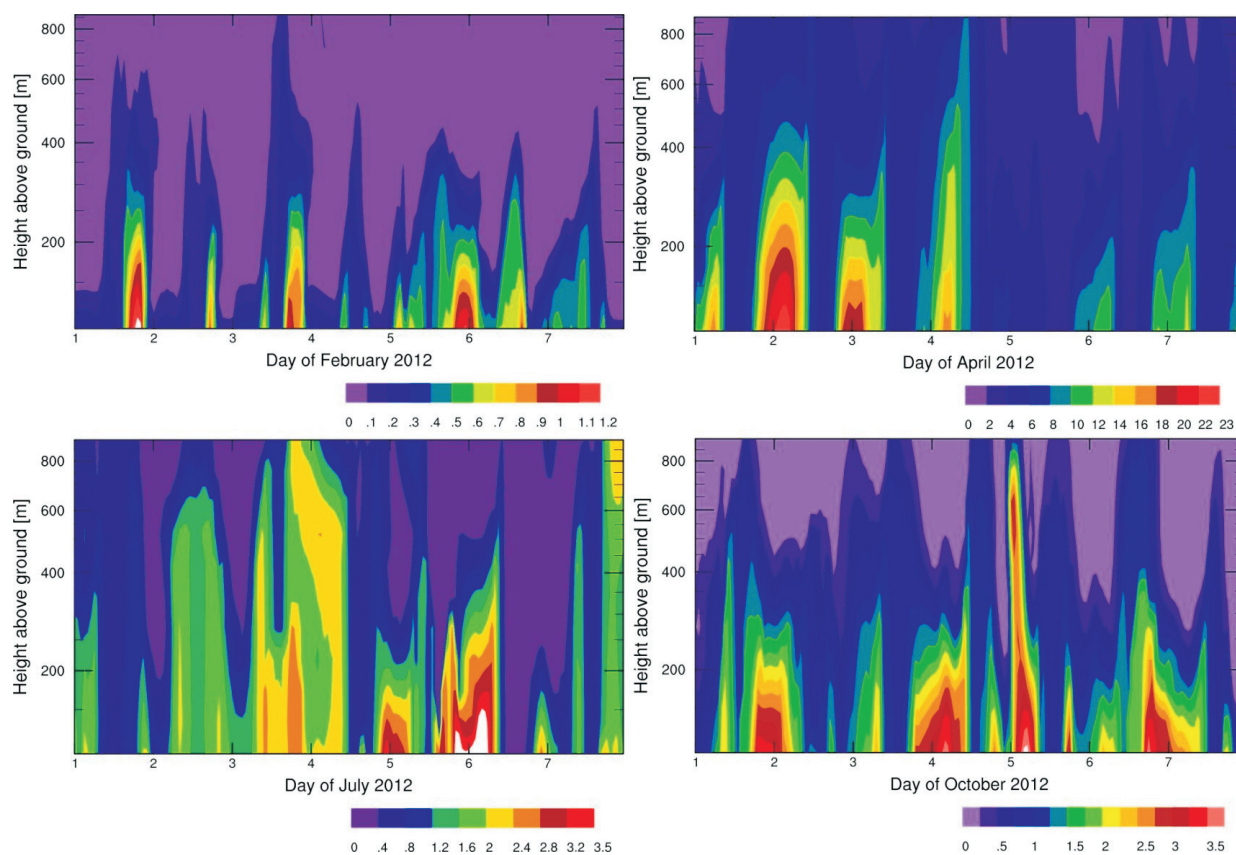 Height above ground [m]
800
600
400
200
1 2 3 4 5 6 7
Day of February 2012
0 .1 .2 .3 .4 .5 .6 .7 .8 .9 1 1.1 1.2
Height above ground [m]
800
600
400
200
1 2 3 4 5 6 7
Day of April 2012
0 2 4 6 8 10 12 14 16 18 20 22 23
Height above ground [m]
800
600
400
200
1 2 3 4 5 6 7
Day of July 2012
0 .4 .8 1.2 1.6 2 2.4 2.8 3.2 3.5
Height above ground [m]
800
600
400
200
1 2 3 4 5 6 7
Day of October 2012
0 .5 1 1.5 2 2.5 3 3.5